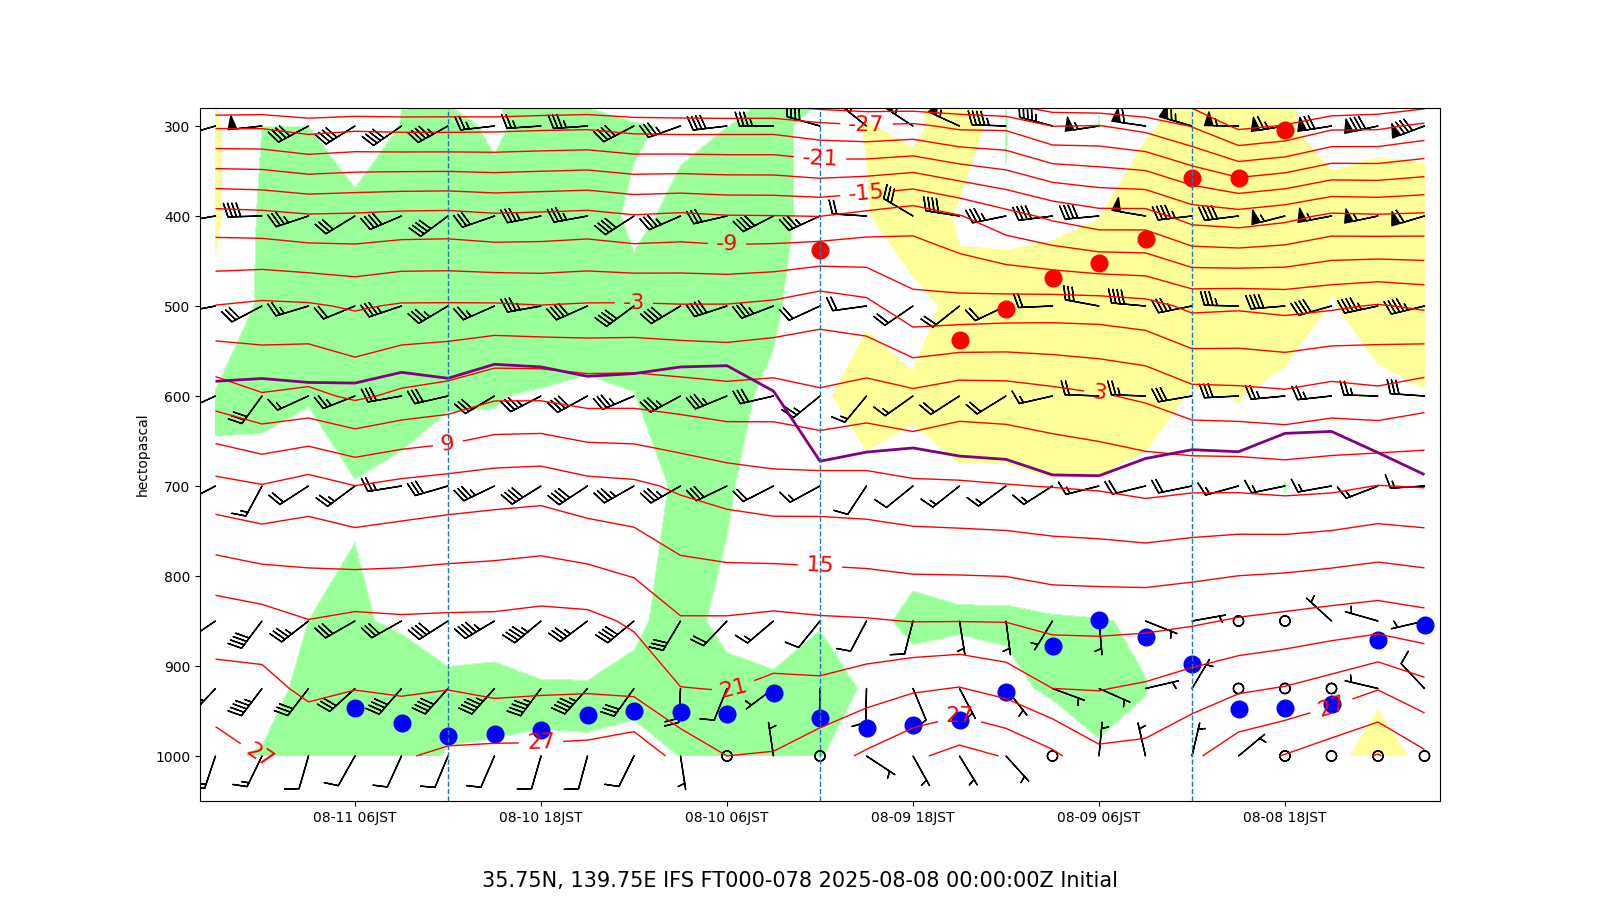 300
400
500
600
700
800
900
1000
hectopascal
-27
-21
-15
-9
-3
3
9
15
21
27
27
27
27
08-11 06JST
08-10 18JST
08-10 06JST
08-09 18JST
08-09 06JST
08-08 18JST
35.75N, 139.75E IFS FT000-078 2025-08-08 00:00:00Z Initial